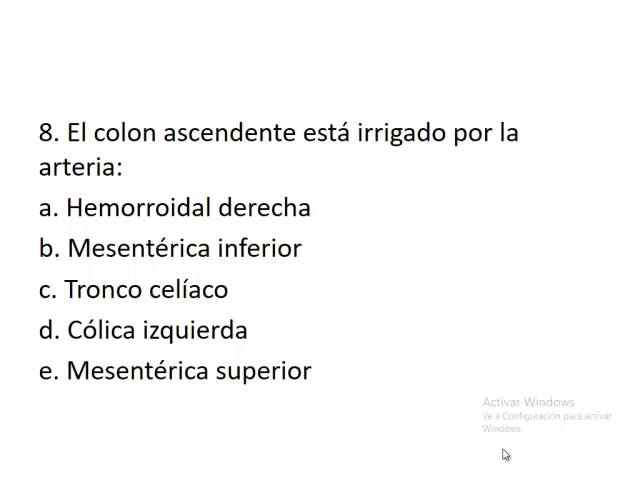 8. El colon ascendente está irrigado por la
arteria:
a. Hemorroidal derecha
b. Mesentérica inferior
c. Tronco celíaco
d. Cólica izquierda
e. Mesentérica superior
Activar Windows
Ve a Configuración para activar
Windows.